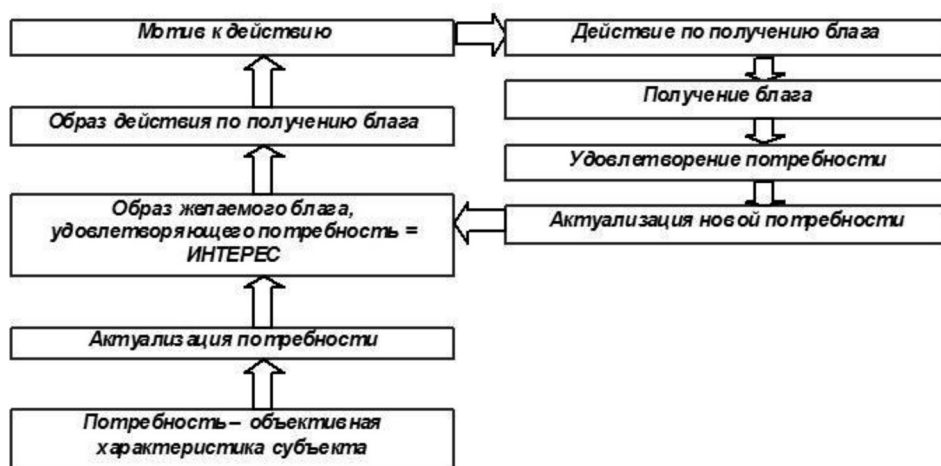 Мотив к действию
Действие по получению блага
Получение блага
Образ действия по получению блага
Удовлетворение потребности
Образ желаемого блага,
удовлетворяющего потребность =
ИНТЕРЕС
Актуализация новой потребности
Актуализация потребности
Потребность – объективная
характеристика субъекта